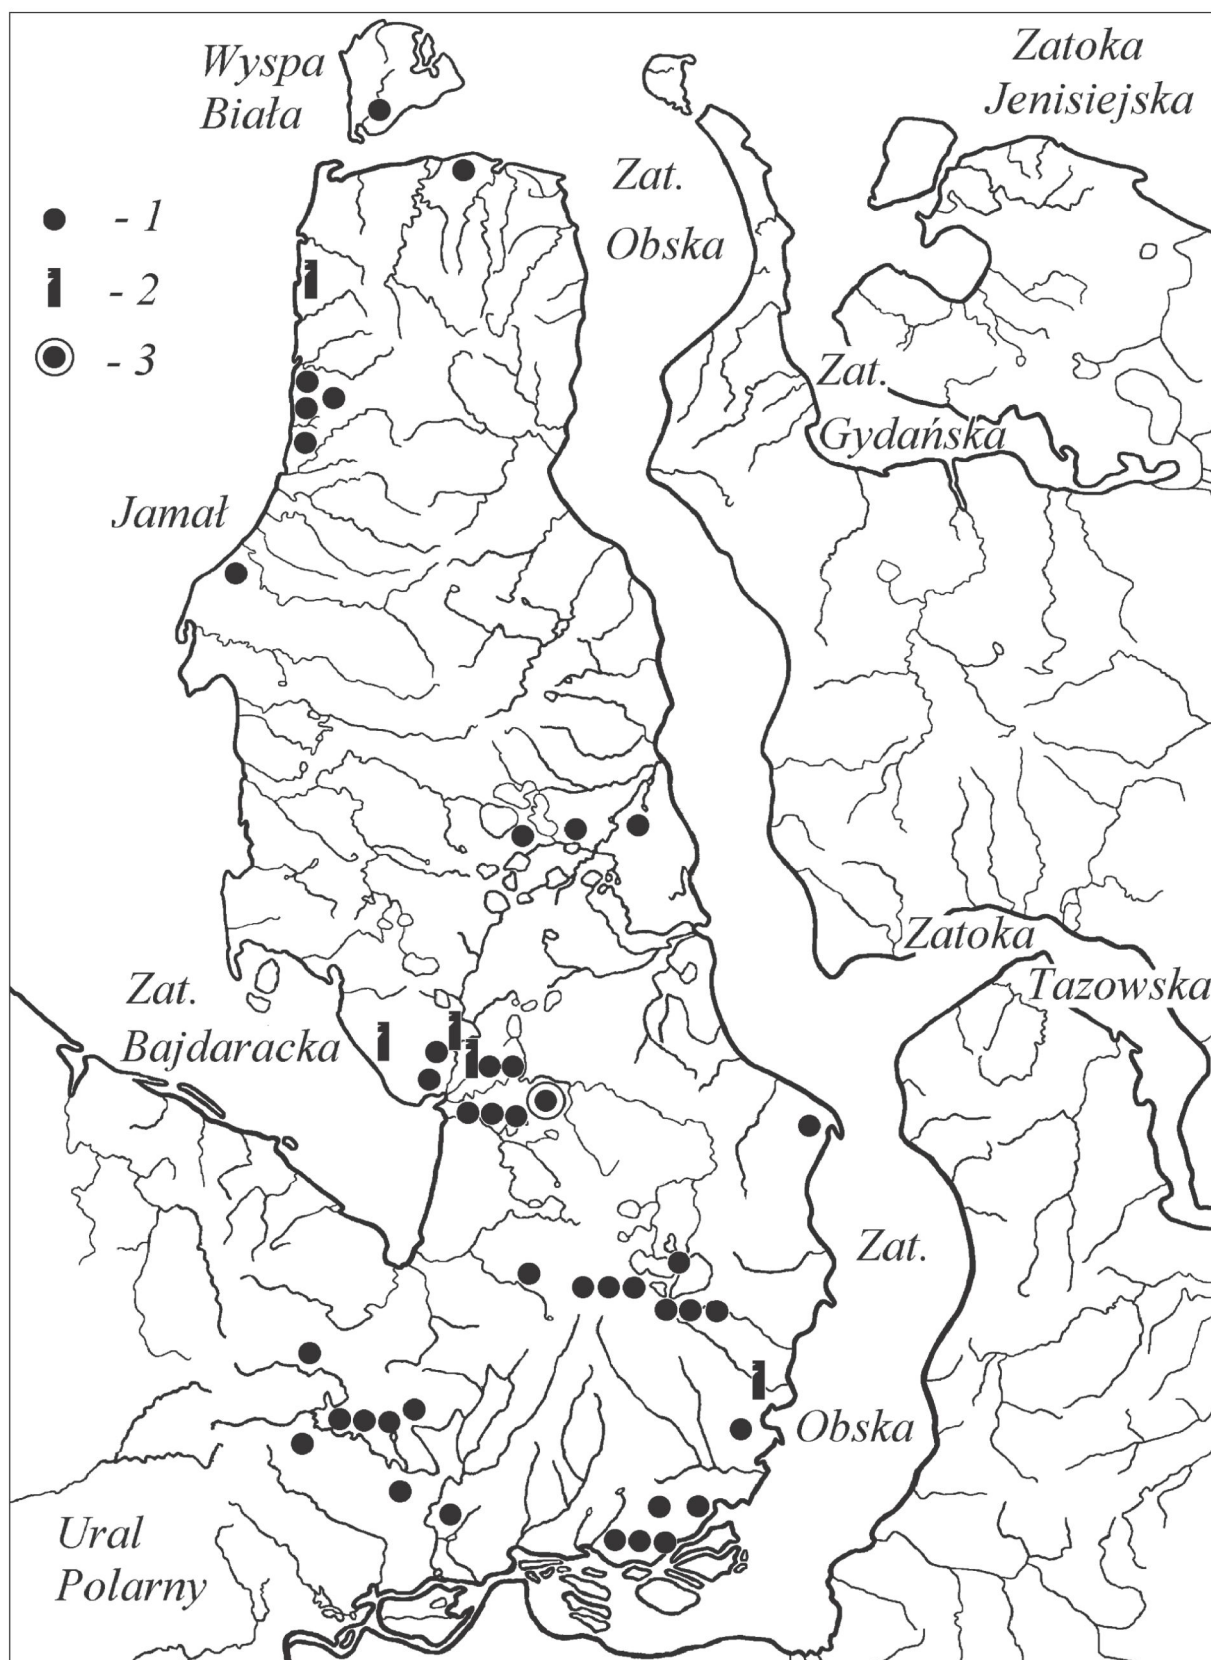 Wyspa
Biała
Zatoka
Jenisiejska
Zat.
Obska
- 1
- 2
- 3
Zat.
Gydańska
Jamał
Zatoka
Tazowska
Zat.
Bajdaracka
Zat.
Obska
Ural
Polarny